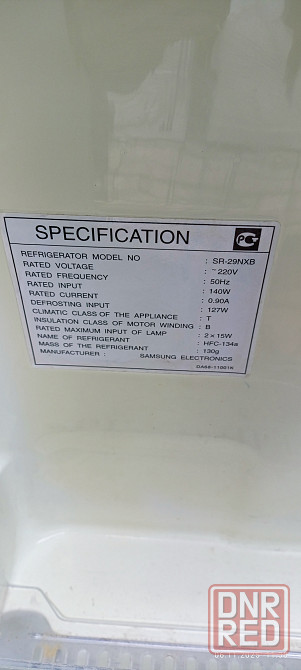 SPECIFICATION
REFRIGERATOR MODEL NO : SR-29NXB
RATED VOLTAGE : ~220V
RATED FREQUENCY : 50Hz
RATED INPUT : 140W
RATED CURRENT : 0.90A
DEFROSTING INPUT : 127W
CLIMATIC CLASS OF THE APPLIANCE : T
INSULATION CLASS OF MOTOR WINDING : B
RATED MAXIMUM INPUT OF LAMP : 2 x 15W
NAME OF REFRIGERANT : HFC-134a
MASS OF THE REFRIGERANT : 130g
MANUFACTURER : SAMSUNG ELECTRONICS
DNR
RED